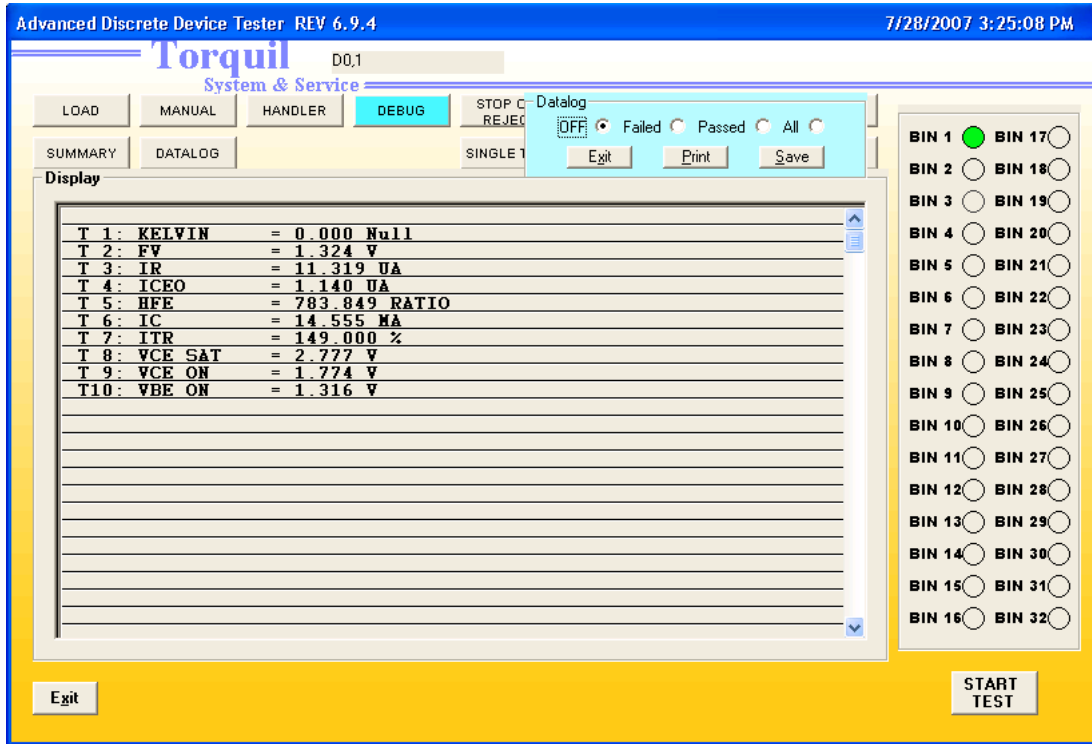 Advanced Discrete Device Tester REV 6.9.4 7/28/2007 3:25:08 PM
Torquil
D0,1
System & Service
LOAD MANUAL HANDLER DEBUG STOP
SUMMARY DATALOG SINGLE
Datalog
OFF Failed Passed All
Exit Print Save
Display
T 1: KELVIN = 0.000 Null
T 2: FV = 1.324 V
T 3: IR = 11.319 UA
T 4: ICEO = 1.140 UA
T 5: HFE = 783.849 RATIO
T 6: IC = 14.555 MA
T 7: ITR = 149.000 %
T 8: VCE SAT = 2.777 V
T 9: VCE ON = 1.774 V
T10: VBE ON = 1.316 V
BIN 1 BIN 17
BIN 2 BIN 18
BIN 3 BIN 19
BIN 4 BIN 20
BIN 5 BIN 21
BIN 6 BIN 22
BIN 7 BIN 23
BIN 8 BIN 24
BIN 9 BIN 25
BIN 10 BIN 26
BIN 11 BIN 27
BIN 12 BIN 28
BIN 13 BIN 29
BIN 14 BIN 30
BIN 15 BIN 31
BIN 16 BIN 32
Exit
START
TEST